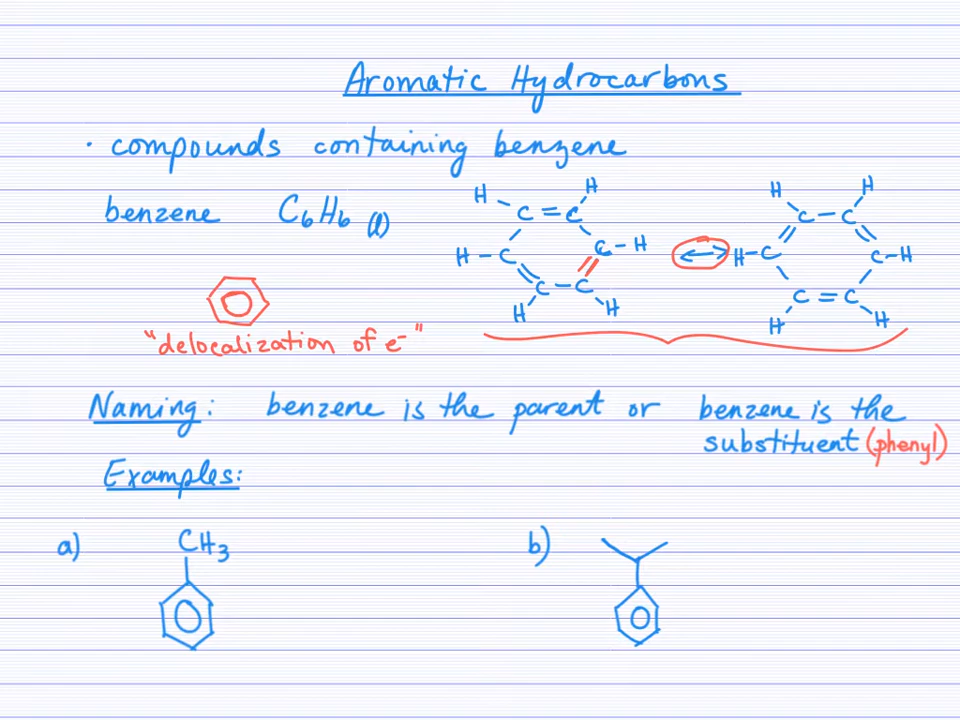 Aromatic Hydrocarbons
· compounds containing benzene
benzene C₆H₆ (l)
H H
C = C
H – C C – H
C – C
H H
H H
C – C
H – C C – H
C = C
H H
"delocalization of e⁻"
Naming: benzene is the parent or benzene is the
substituent (phenyl)
Examples:
a) CH₃
b)